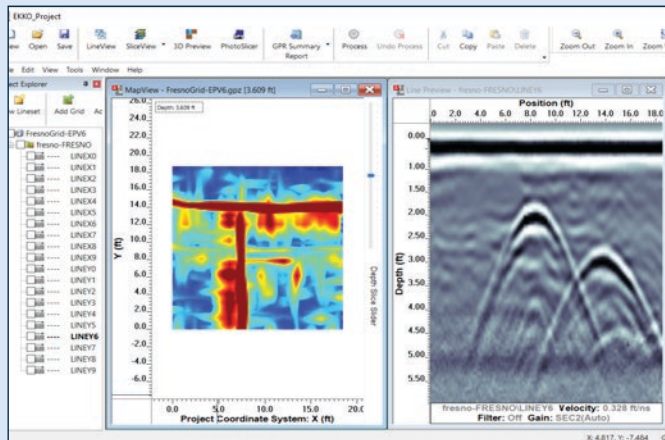 EKKO_Project
Open Save LineView SliceView 3D Preview PhotoSlicer GPR Summary Report Process Undo Process Cut Copy Paste Delete Zoom Out Zoom In
Edit View Tools Window Help
MapView - FresnoGrid-EPV6.gpz [3.609 ft]
Line Preview - fresno-FRESNO\LINEY6
Lineset Add Grid
FresnoGrid-EPV6
fresno-FRESNO
LINEX0
LINEX1
LINEX2
LINEX3
LINEX4
LINEX5
LINEX6
LINEX7
LINEX8
LINEX9
LINEY0
LINEY1
LINEY2
LINEY3
LINEY4
LINEY5
LINEY6
LINEY7
LINEY8
LINEY9
Depth: 3.609 ft
26.0
24.0
22.0
20.0
18.0
16.0
14.0
12.0
10.0
8.0
6.0
4.0
2.0
0.0
-2.0
-4.0
-6.0
Y (ft)
0.0 5.0 10.0 15.0 20.0
Project Coordinate System: X (ft)
Depth Slice Slider
Position (ft)
0.0 2.0 4.0 6.0 8.0 10.0 12.0 14.0 16.0 18.
0.00
1.00
2.00
3.00
4.00
5.00
5.50
Depth (ft)
fresno-FRESNO\LINEY6 Velocity: 0.328 ft/ns
Filter: Off Gain: SEC2(Auto)
X: 4.817, Y: -7.484